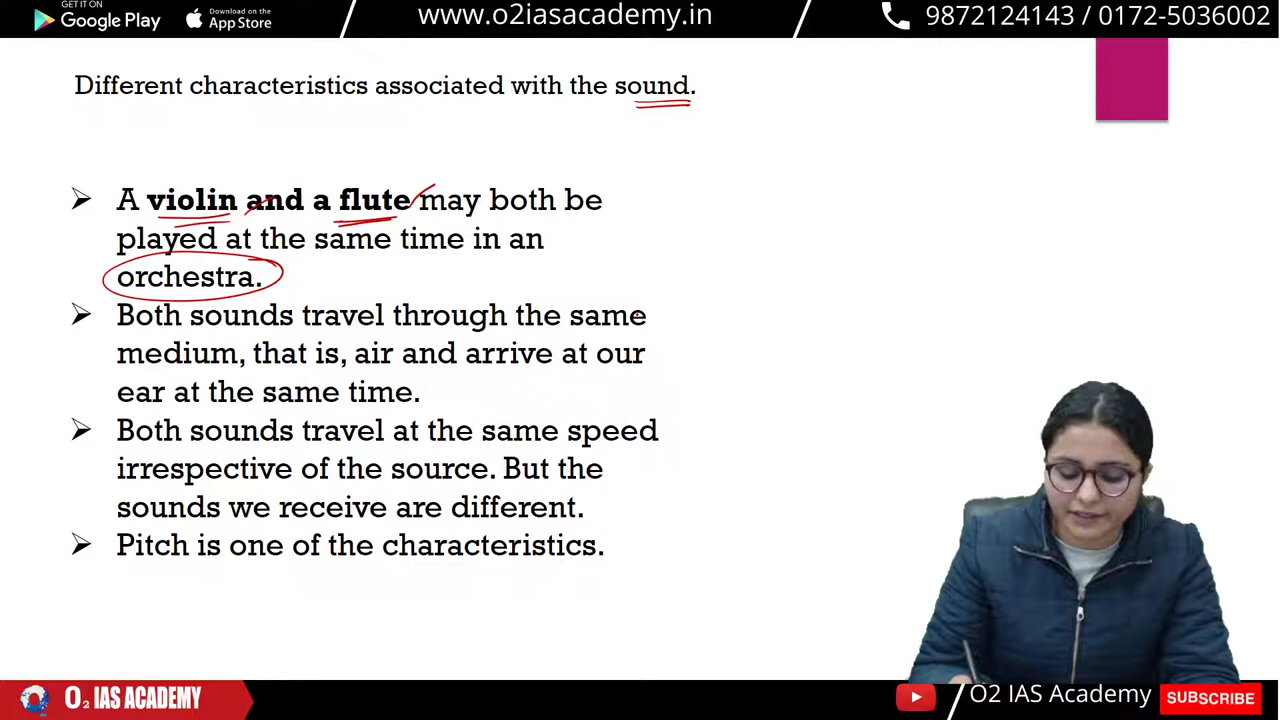 GET IT ON
Google Play
Download on the
App Store
www.o2iasacademy.in
9872124143 / 0172-5036002
Different characteristics associated with the sound.
➢ A violin and a flute may both be
played at the same time in an
orchestra.
➢ Both sounds travel through the same
medium, that is, air and arrive at our
ear at the same time.
➢ Both sounds travel at the same speed
irrespective of the source. But the
sounds we receive are different.
➢ Pitch is one of the characteristics.
O₂ IAS ACADEMY
O2 IAS Academy
SUBSCRIBE